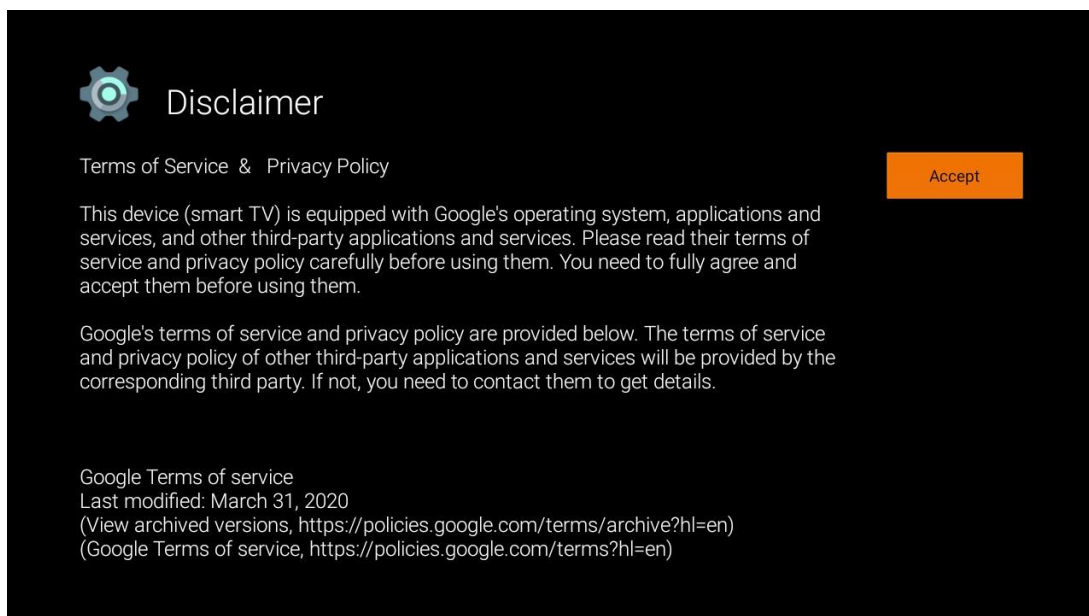 Disclaimer
Terms of Service & Privacy Policy
Accept
This device (smart TV) is equipped with Google's operating system, applications and
services, and other third-party applications and services. Please read their terms of
service and privacy policy carefully before using them. You need to fully agree and
accept them before using them.
Google's terms of service and privacy policy are provided below. The terms of service
and privacy policy of other third-party applications and services will be provided by the
corresponding third party. If not, you need to contact them to get details.
Google Terms of service
Last modified: March 31, 2020
(View archived versions, https://policies.google.com/terms/archive?hl=en)
(Google Terms of service, https://policies.google.com/terms?hl=en)